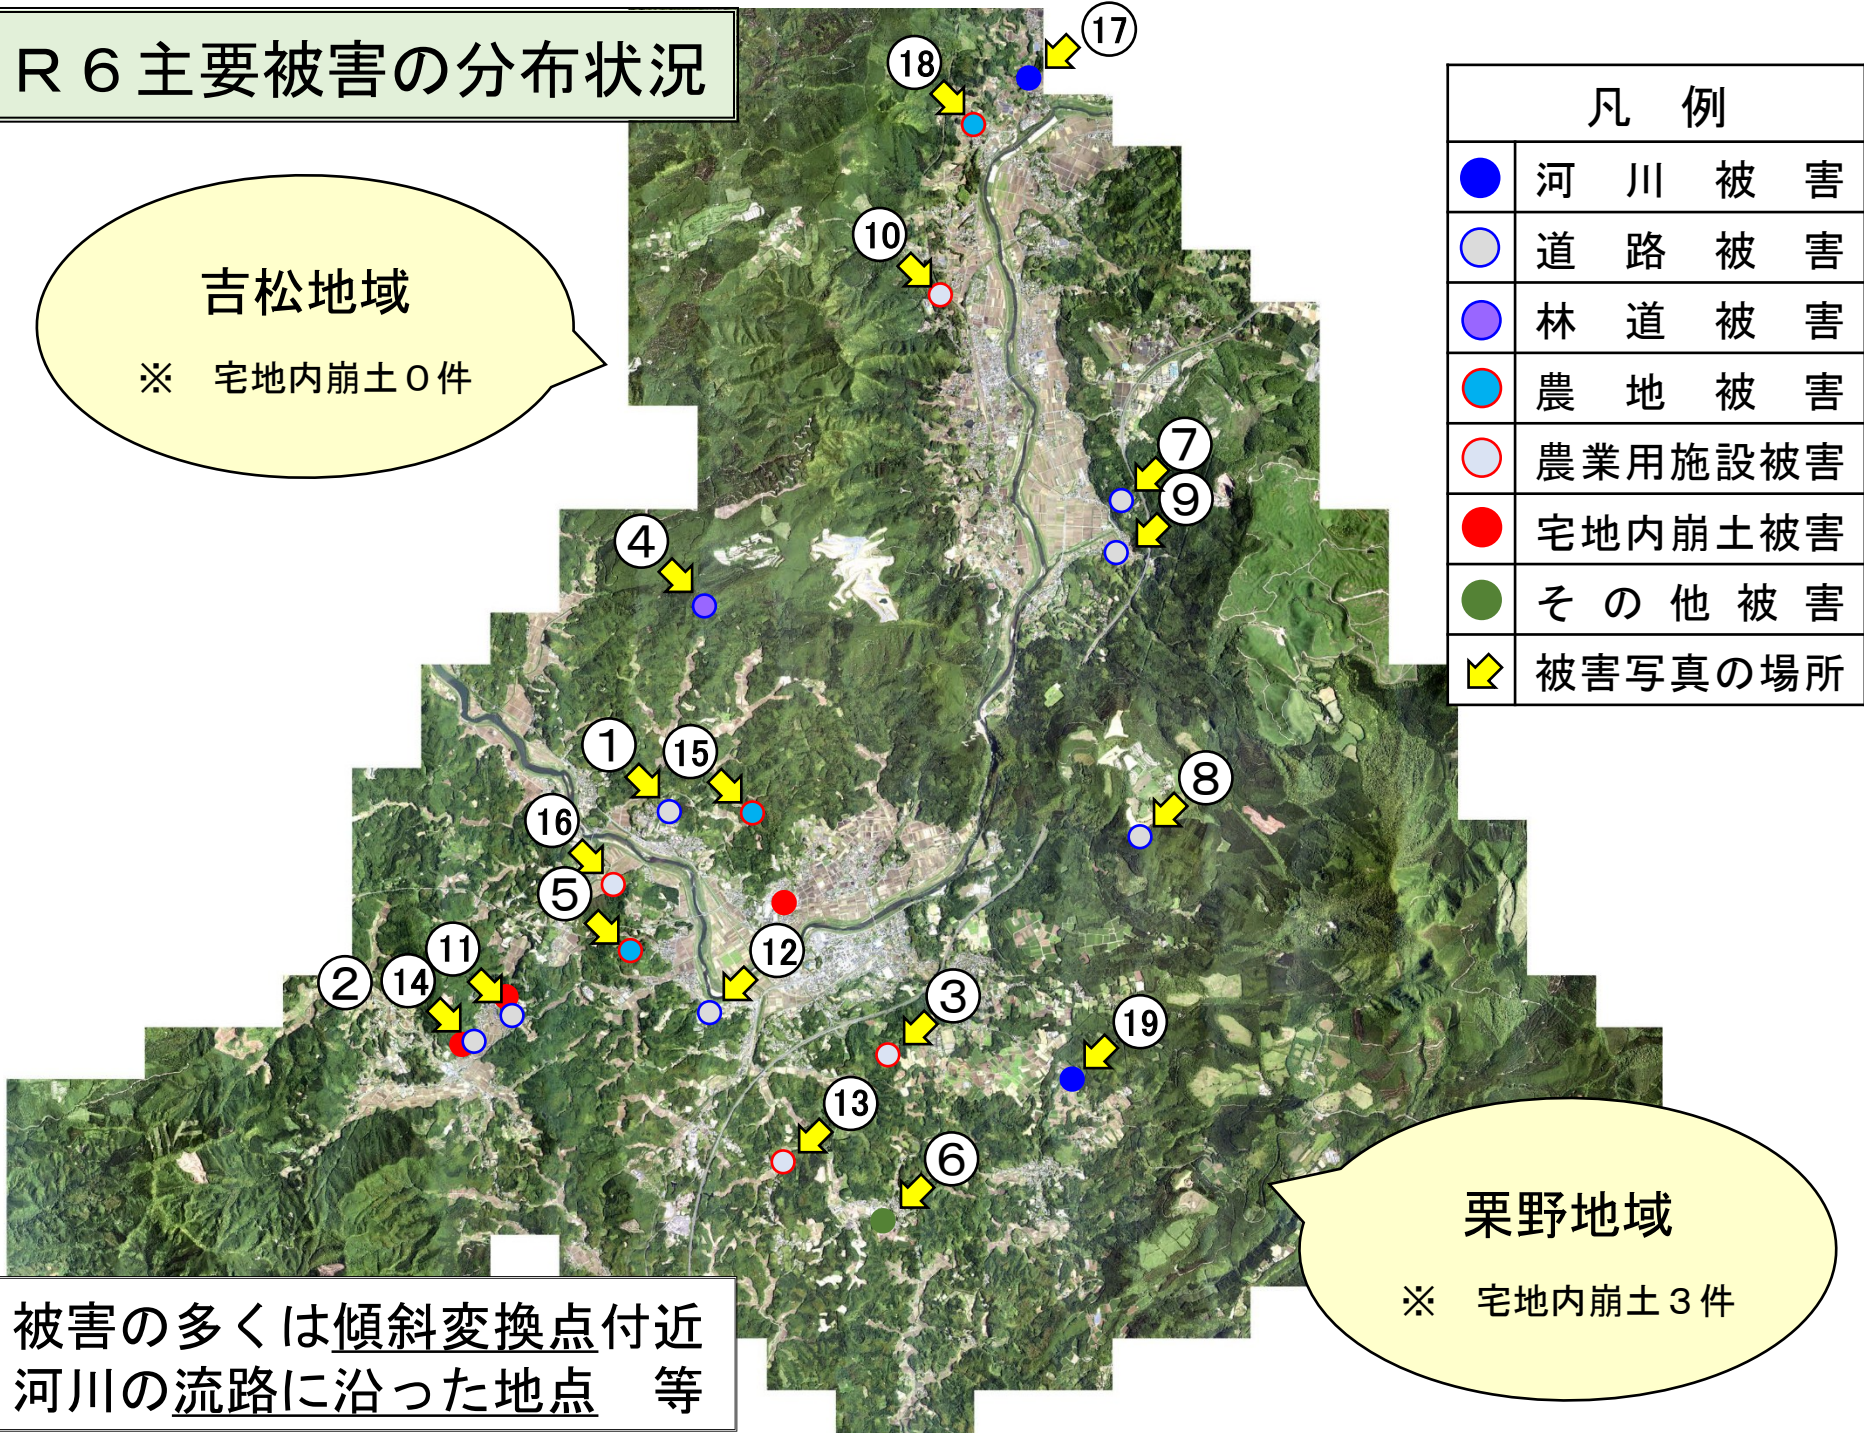 R６主要被害の分布状況
吉松地域
※　宅地内崩土０件
凡　例
河川被害
道路被害
林道被害
農地被害
農業用施設被害
宅地内崩土被害
その他被害
被害写真の場所
⑰
⑱
⑩
⑦
⑨
④
①
⑮
⑧
⑯
⑤
⑪
⑫
②
⑭
③
⑲
⑬
⑥
栗野地域
※　宅地内崩土３件
被害の多くは傾斜変換点付近
河川の流路に沿った地点　等